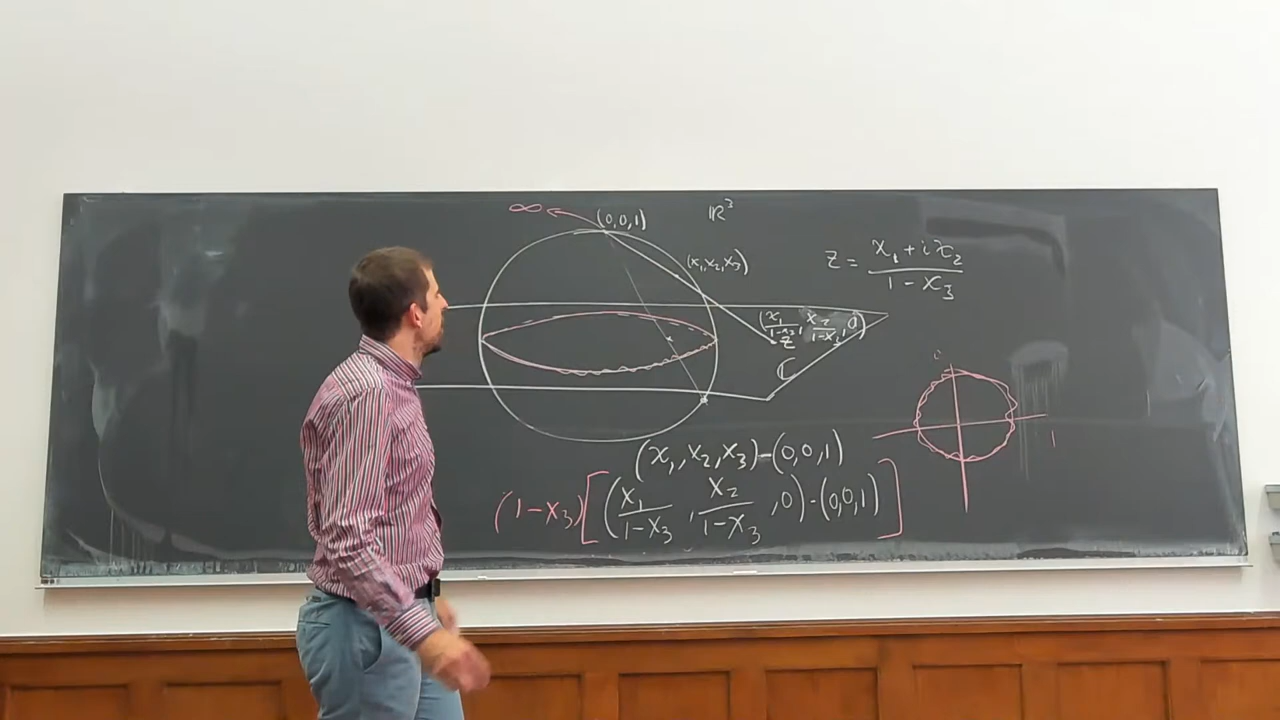 ∞ (0,0,1) ℝ³
(x₁,x₂,x₃)
z = (x₁ + i x₂)/(1 - x₃)
(x₁/(1-x₃), x₂/(1-x₃), 0)
z
ℂ
i
1
(x₁,x₂,x₃)-(0,0,1)
(1-x₃)[(x₁/(1-x₃), x₂/(1-x₃), 0)-(0,0,1)]